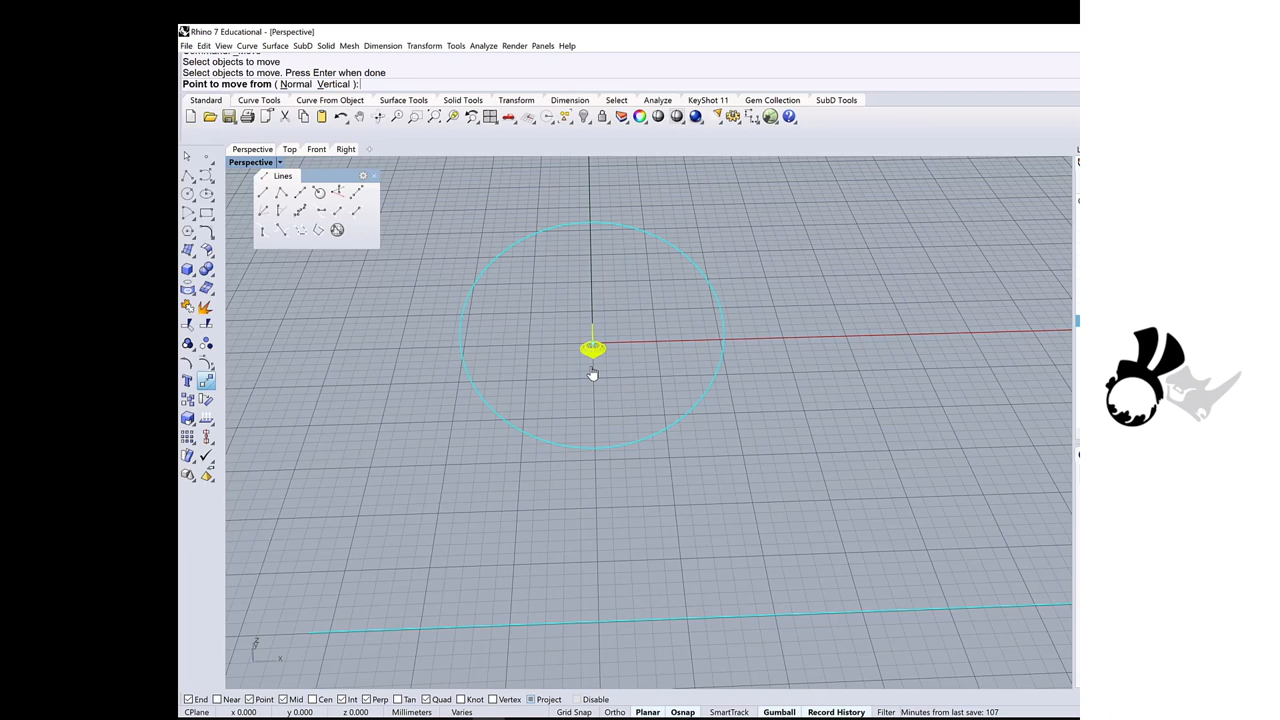 Rhino 7 Educational - [Perspective]
File Edit View Curve Surface SubD Solid Mesh Dimension Transform Tools Analyze Render Panels Help
Select objects to move
Select objects to move. Press Enter when done
Point to move from ( Normal Vertical ):
Standard Curve Tools Curve From Object Surface Tools Solid Tools Transform Dimension Select Analyze KeyShot 11 Gem Collection SubD Tools
Perspective Top Front Right
Perspective
Lines
z
x
End Near Point Mid Cen Int Perp Tan Quad Knot Vertex Project Disable
CPlane x 0.000 y 0.000 z 0.000 Millimeters Varies Grid Snap Ortho Planar Osnap SmartTrack Gumball Record History Filter Minutes from last save: 107